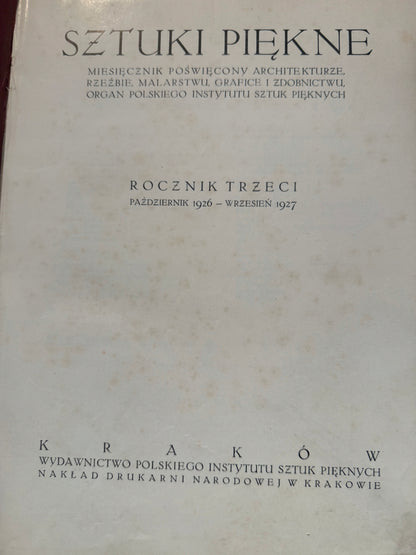 SZTUKI PIĘKNE
MIESIĘCZNIK POŚWIĘCONY ARCHITEKTURZE,
RZEŹBIE, MALARSTWU, GRAFICE I ZDOBNICTWU,
ORGAN POLSKIEGO INSTYTUTU SZTUK PIĘKNYCH
ROCZNIK TRZECI
PAŹDZIERNIK 1926 – WRZESIEŃ 1927
KRAKÓW
WYDAWNICTWO POLSKIEGO INSTYTUTU SZTUK PIĘKNYCH
NAKŁAD DRUKARNI NARODOWEJ W KRAKOWIE